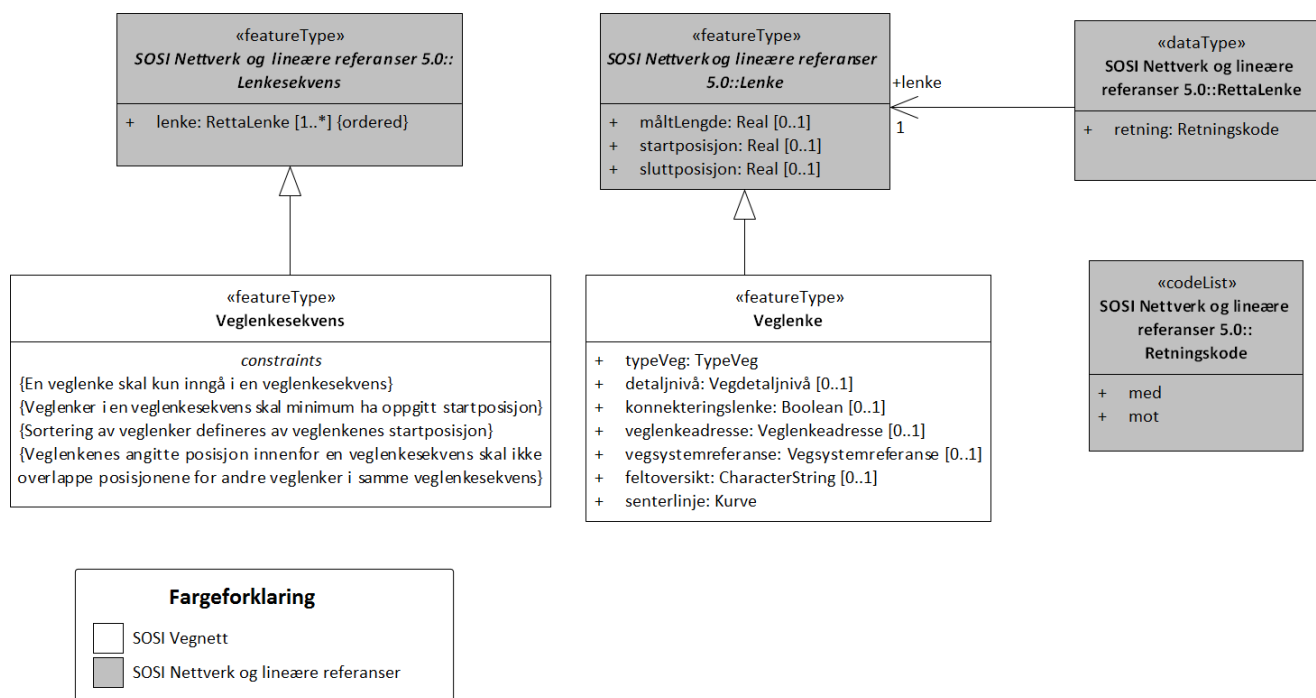 «featureType»
SOSI Nettverk og lineære referanser 5.0::
Lenkesekvens
+ lenke: RettaLenke [1..*] {ordered}
«featureType»
SOSI Nettverk og lineære referanser
5.0::Lenke
+ måltLengde: Real [0..1]
+ startposisjon: Real [0..1]
+ sluttposisjon: Real [0..1]
+lenke
1
«dataType»
SOSI Nettverk og lineære
referanser 5.0::RettaLenke
+ retning: Retningskode
«featureType»
Veglenkesekvens
constraints
{En veglenke skal kun inngå i en veglenkesekvens}
{Veglenker i en veglenkesekvens skal minimum ha oppgitt startposisjon}
{Sortering av veglenker defineres av veglenkenes startposisjon}
{Veglenkenes angitte posisjon innenfor en veglenkesekvens skal ikke
overlappe posisjonene for andre veglenker i samme veglenkesekvens}
«featureType»
Veglenke
+ typeVeg: TypeVeg
+ detaljnivå: Vegdetaljnivå [0..1]
+ konnekteringslenke: Boolean [0..1]
+ veglenkeadresse: Veglenkeadresse [0..1]
+ vegsystemreferanse: Vegsystemreferanse [0..1]
+ feltoversikt: CharacterString [0..1]
+ senterlinje: Kurve
«codeList»
SOSI Nettverk og lineære
referanser 5.0::
Retningskode
+ med
+ mot
Fargeforklaring
SOSI Vegnett
SOSI Nettverk og lineære referanser